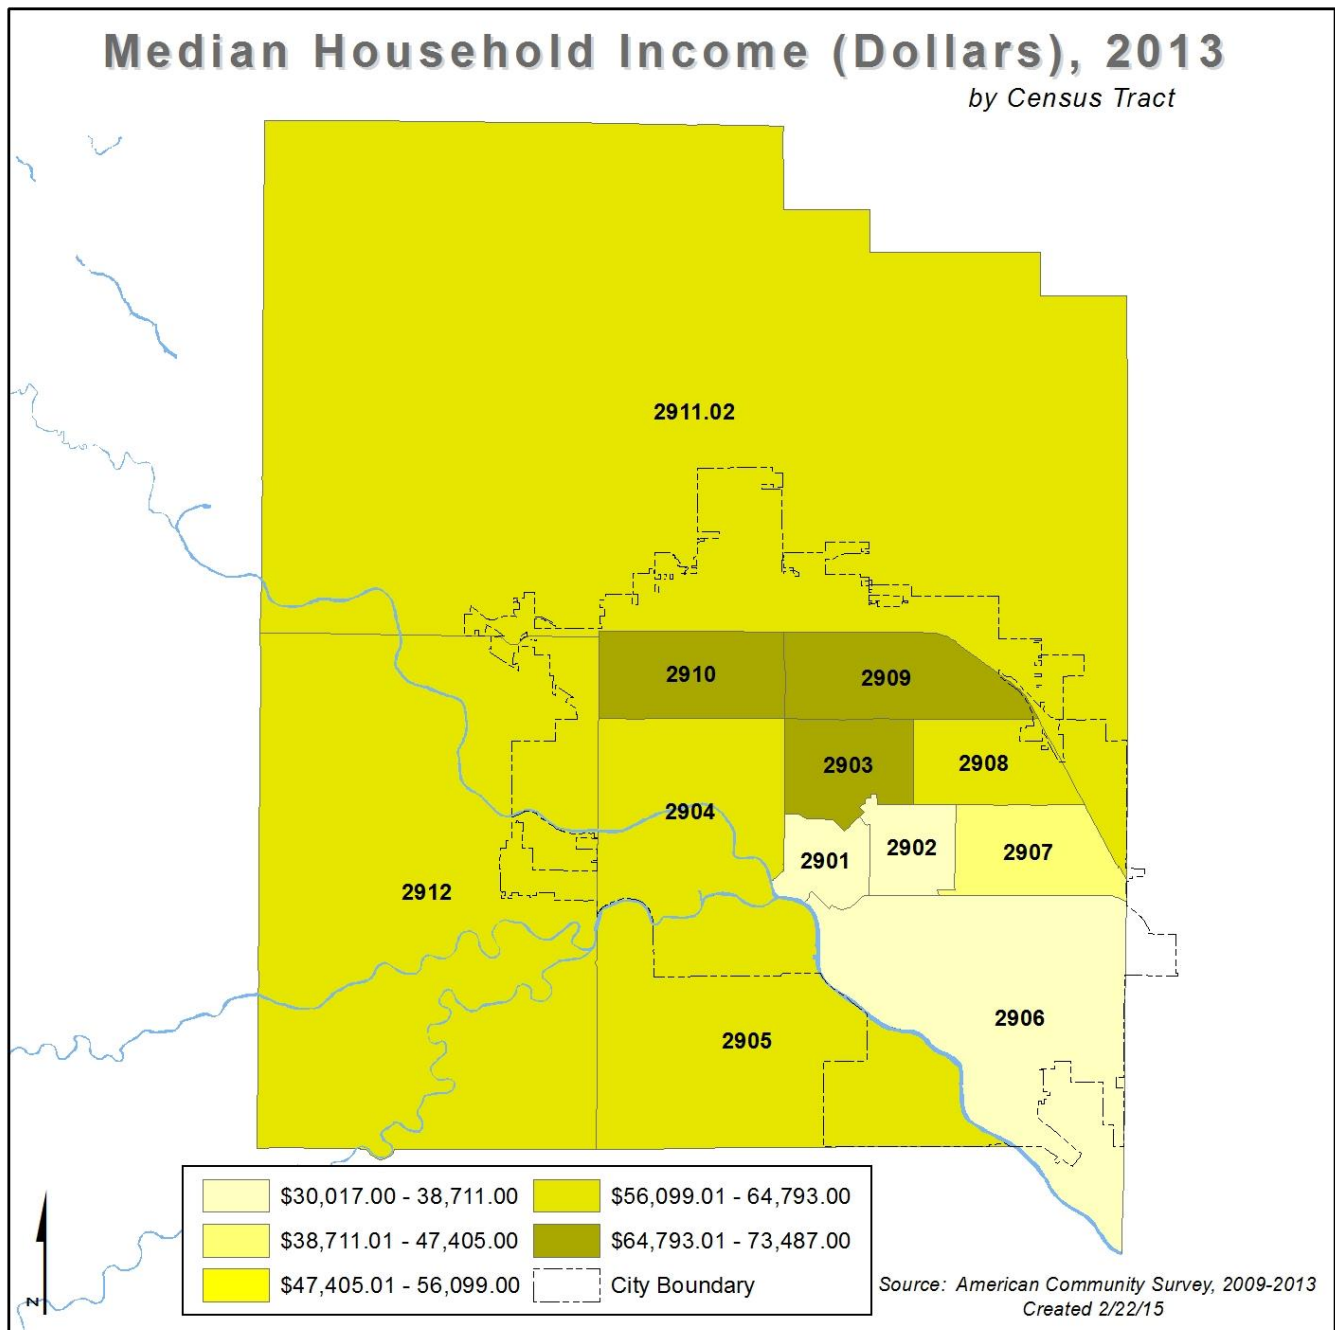 Median Household Income (Dollars), 2013
by Census Tract
2911.02
2910
2909
2903
2908
2904
2901
2902
2907
2912
2906
2905
$30,017.00 - 38,711.00
$38,711.01 - 47,405.00
$47,405.01 - 56,099.00
$56,099.01 - 64,793.00
$64,793.01 - 73,487.00
City Boundary
N
Source: American Community Survey, 2009-2013
Created 2/22/15